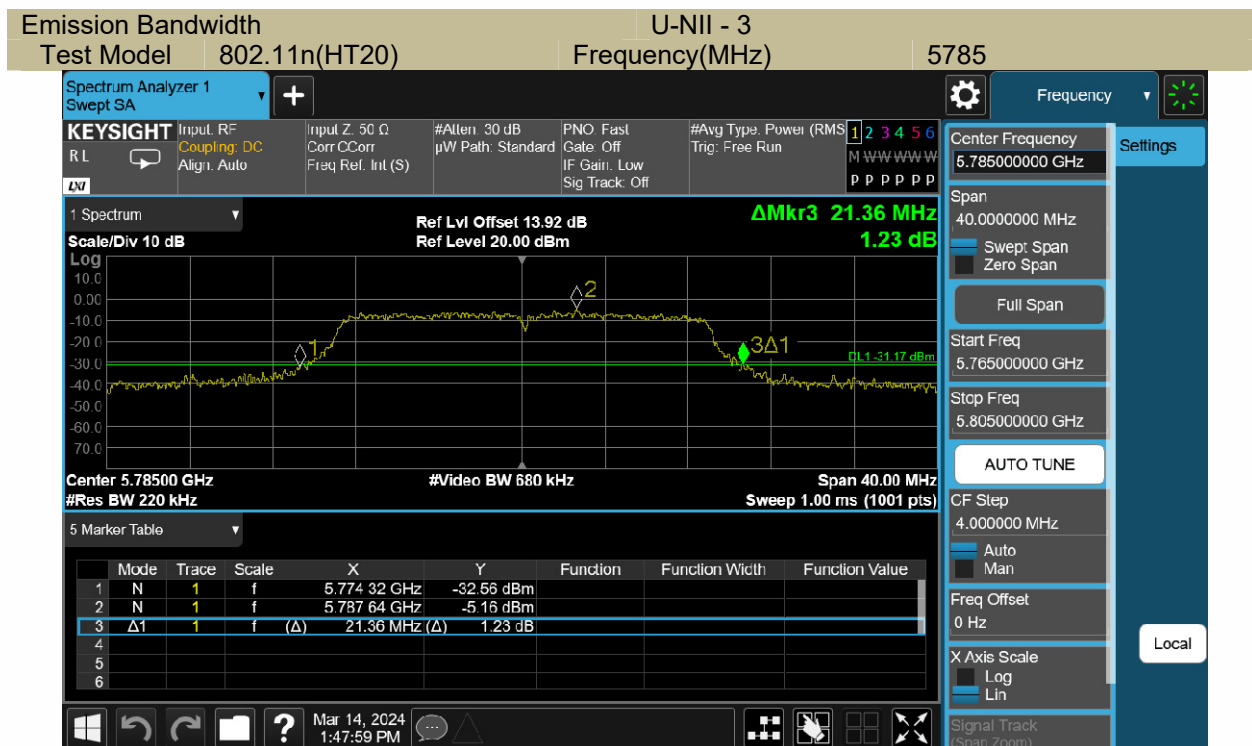 Emission Bandwidth U-NII - 3
Test Model 802.11n(HT20) Frequency(MHz) 5785
Spectrum Analyzer 1
Swept SA
Frequency
KEYSIGHT
R L
LXI
Input: RF
Coupling: DC
Align: Auto
Input Z: 50 Ω
Corr CCorr
Freq Ref: Int (S)
#Atten: 30 dB
µW Path: Standard
PNO: Fast
Gate: Off
IF Gain: Low
Sig Track: Off
#Avg Type: Power (RMS
Trig: Free Run
1 2 3 4 5 6
M W W W W W
P P P P P P
1 Spectrum
Scale/Div 10 dB
Ref Lvl Offset 13.92 dB
Ref Level 20.00 dBm
ΔMkr3 21.36 MHz
1.23 dB
Log
10.0
0.00
-10.0
-20.0
-30.0
-40.0
-50.0
-60.0
-70.0
1
2
3Δ1
DL1 -31.17 dBm
Center 5.78500 GHz
#Res BW 220 kHz
#Video BW 680 kHz
Span 40.00 MHz
Sweep 1.00 ms (1001 pts)
5 Marker Table
Mode Trace Scale X Y Function Function Width Function Value
1 N 1 f 5.774 32 GHz -32.56 dBm
2 N 1 f 5.787 64 GHz -5.16 dBm
3 Δ1 1 f (Δ) 21.36 MHz (Δ) 1.23 dB
4
5
6
Mar 14, 2024
1:47:59 PM
Settings
Center Frequency
5.785000000 GHz
Span
40.0000000 MHz
Swept Span
Zero Span
Full Span
Start Freq
5.765000000 GHz
Stop Freq
5.805000000 GHz
AUTO TUNE
CF Step
4.000000 MHz
Auto
Man
Freq Offset
0 Hz
X Axis Scale
Log
Lin
Signal Track
(Span Zoom)
Local